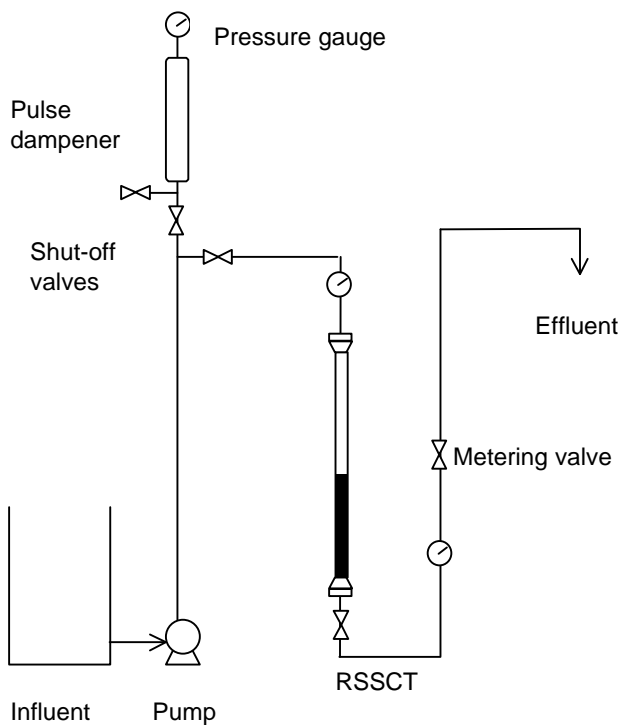 Pressure gauge
Pulse
dampener
Shut-off
valves
Effluent
Metering valve
RSSCT
Influent
Pump